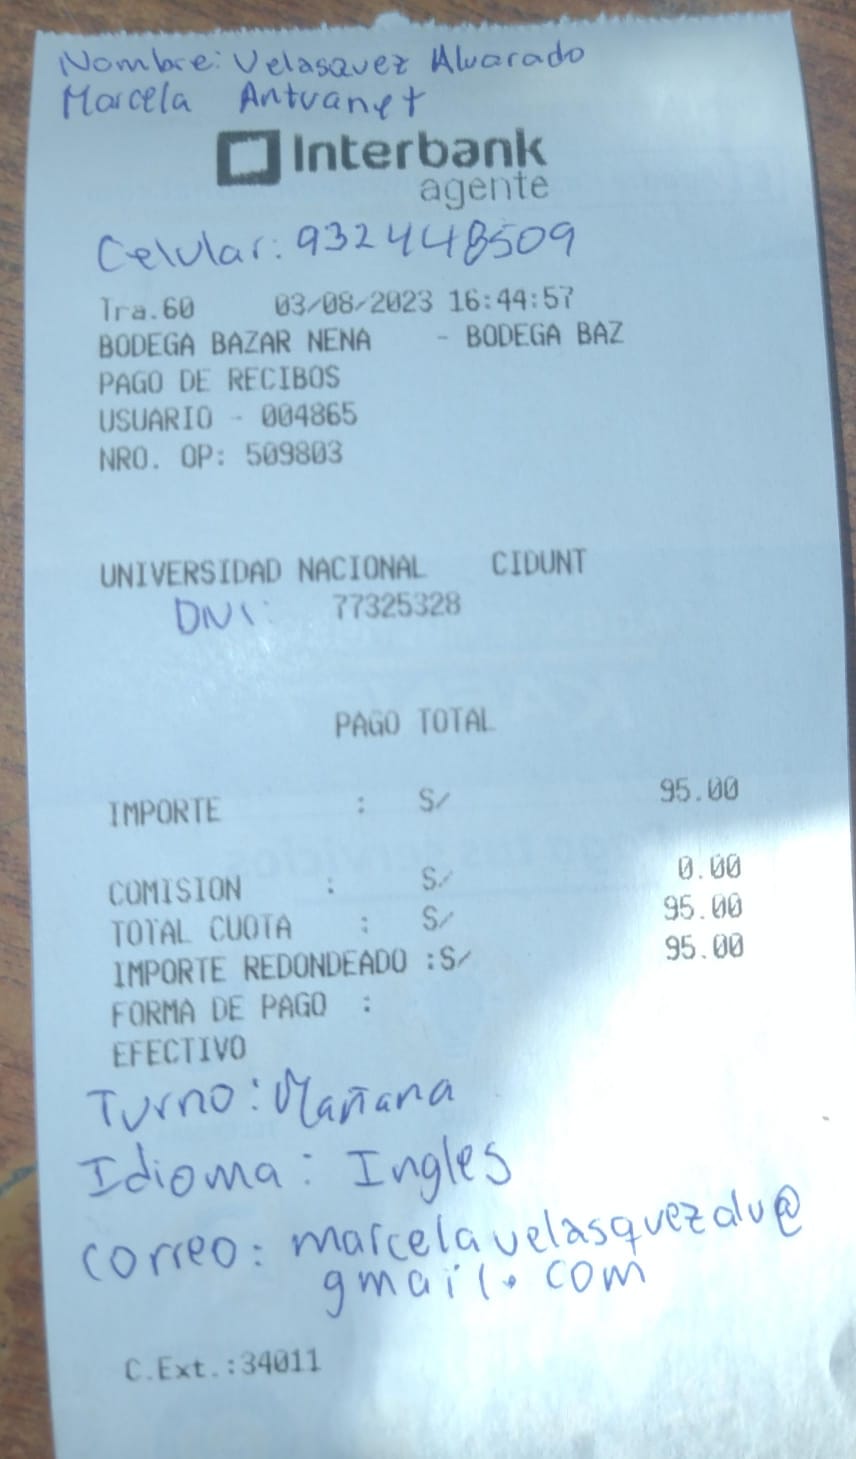 Nombre: Velasquez Alvarado
Marcela Antuanet
Interbank
agente
Celular: 932448509
Tra.60 03/08/2023 16:44:57
BODEGA BAZAR NENA - BODEGA BAZ
PAGO DE RECIBOS
USUARIO - 004865
NRO. OP: 509803
UNIVERSIDAD NACIONAL CIDUNT
DNI: 77325328
PAGO TOTAL
IMPORTE : S/ 95.00
COMISION : S/ 0.00
TOTAL CUOTA : S/ 95.00
IMPORTE REDONDEADO :S/ 95.00
FORMA DE PAGO :
EFECTIVO
Turno: Mañana
Idioma: Ingles
Correo: marcelavelasquezalv@
gmail.com
C.Ext.:34011